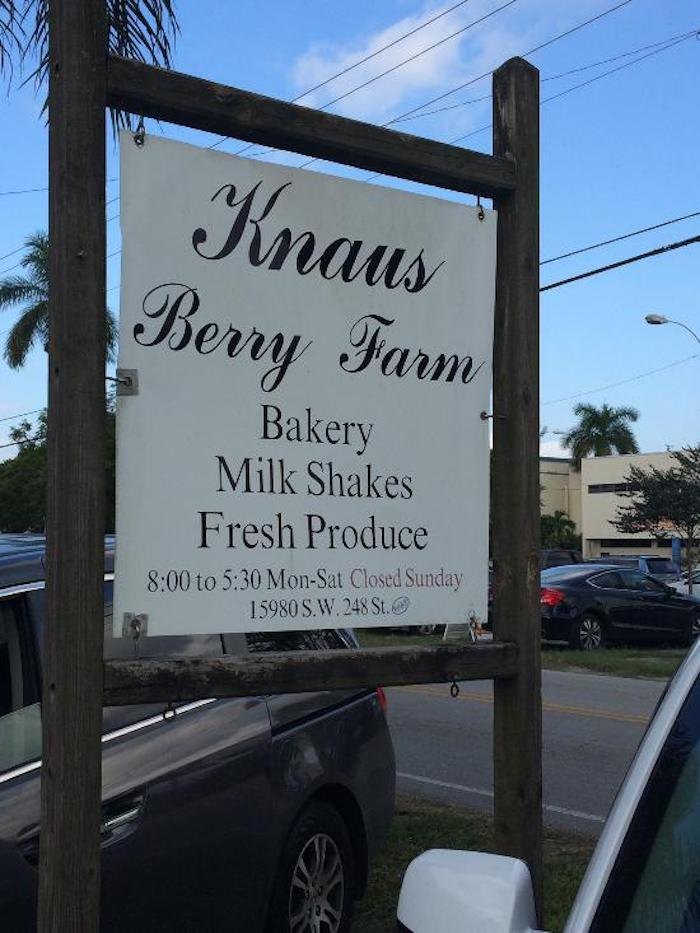 Knaus
Berry Farm
Bakery
Milk Shakes
Fresh Produce
8:00 to 5:30 Mon-Sat Closed Sunday
15980 S.W. 248 St.